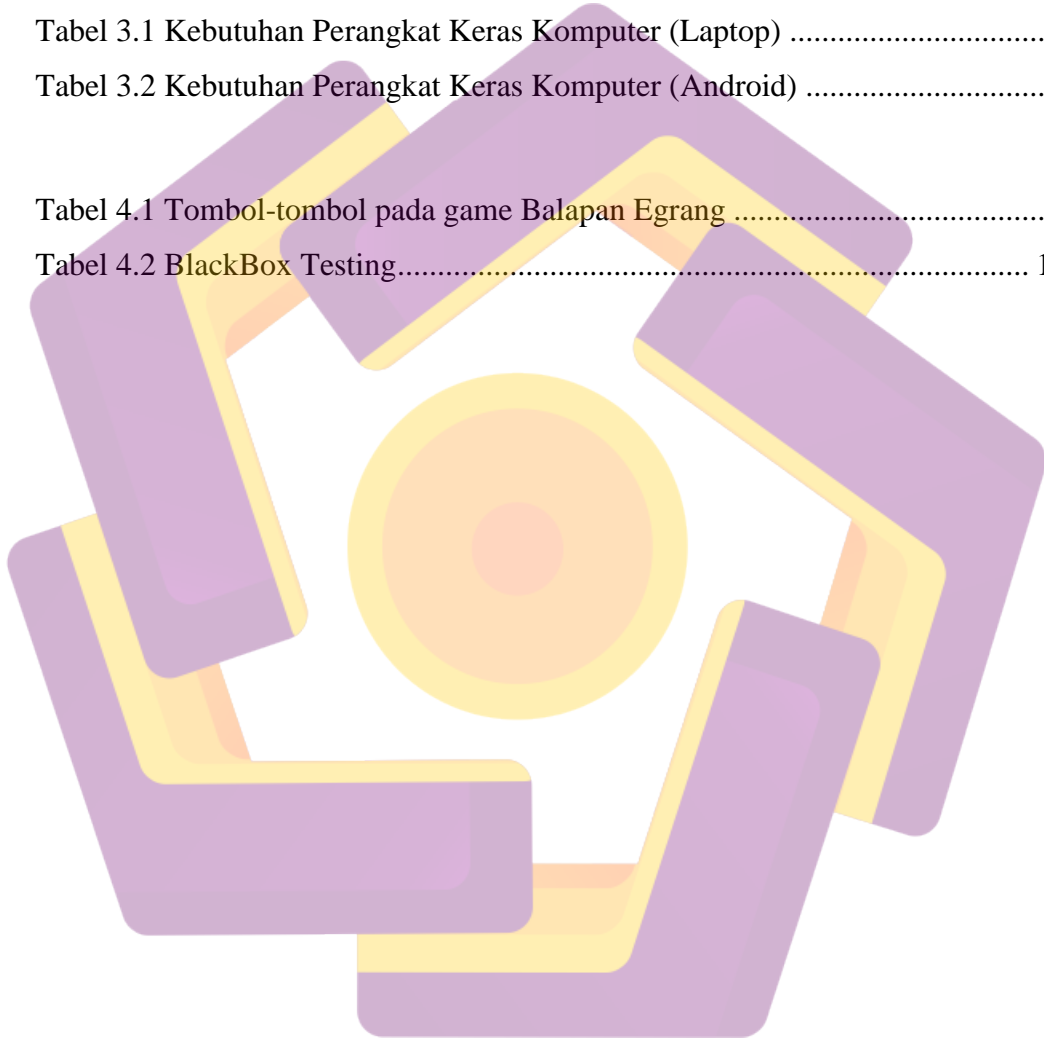 Tabel 3.1 Kebutuhan Perangkat Keras Komputer (Laptop) ................................
Tabel 3.2 Kebutuhan Perangkat Keras Komputer (Android) ..............................
Tabel 4.1 Tombol-tombol pada game Balapan Egrang .......................................
Tabel 4.2 BlackBox Testing............................................................................... 1